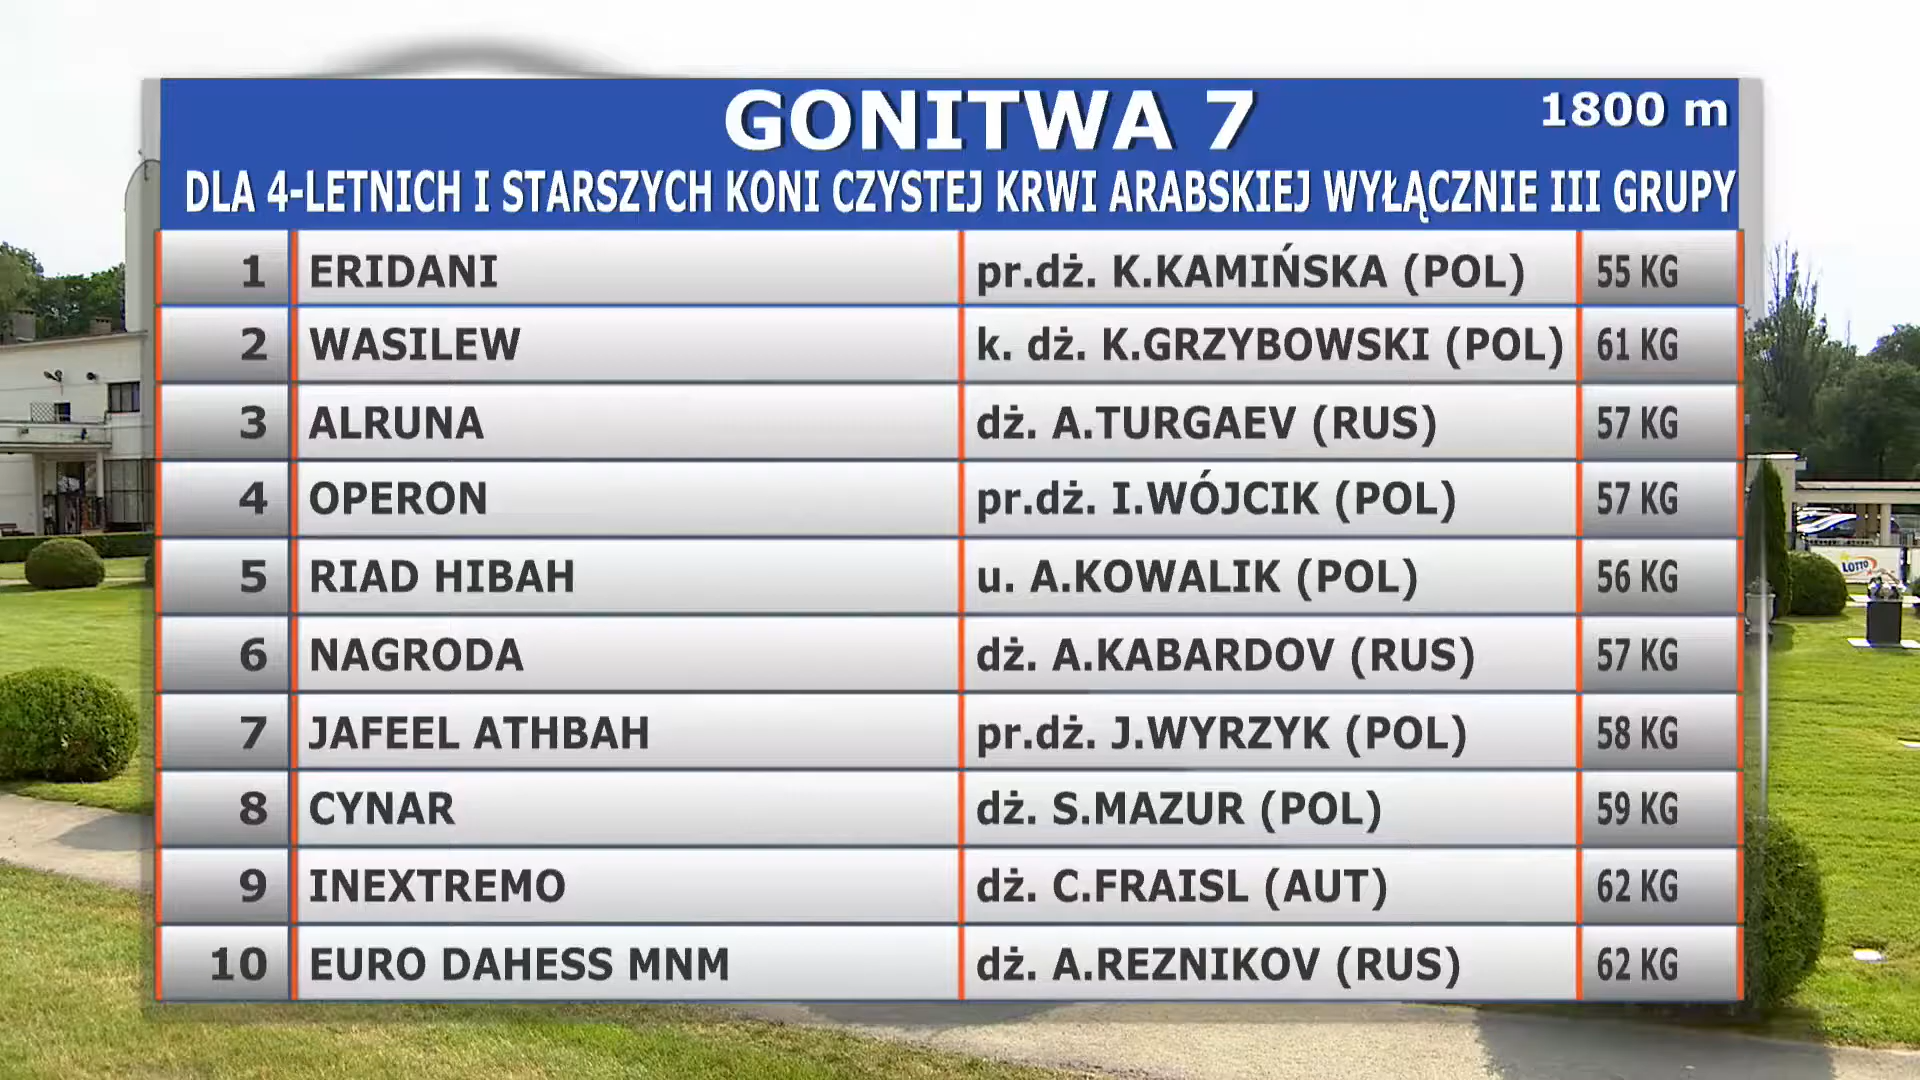 GONITWA 7
1800 m
DLA 4-LETNICH I STARSZYCH KONI CZYSTEJ KRWI ARABSKIEJ WYŁĄCZNIE III GRUPY
1 ERIDANI pr.dż. K.KAMIŃSKA (POL) 55 KG
2 WASILEW k. dż. K.GRZYBOWSKI (POL) 61 KG
3 ALRUNA dż. A.TURGAEV (RUS) 57 KG
4 OPERON pr.dż. I.WÓJCIK (POL) 57 KG
5 RIAD HIBAH u. A.KOWALIK (POL) 56 KG
6 NAGRODA dż. A.KABARDOV (RUS) 57 KG
7 JAFEEL ATHBAH pr.dż. J.WYRZYK (POL) 58 KG
8 CYNAR dż. S.MAZUR (POL) 59 KG
9 INEXTREMO dż. C.FRAISL (AUT) 62 KG
10 EURO DAHESS MNM dż. A.REZNIKOV (RUS) 62 KG
LOTTO